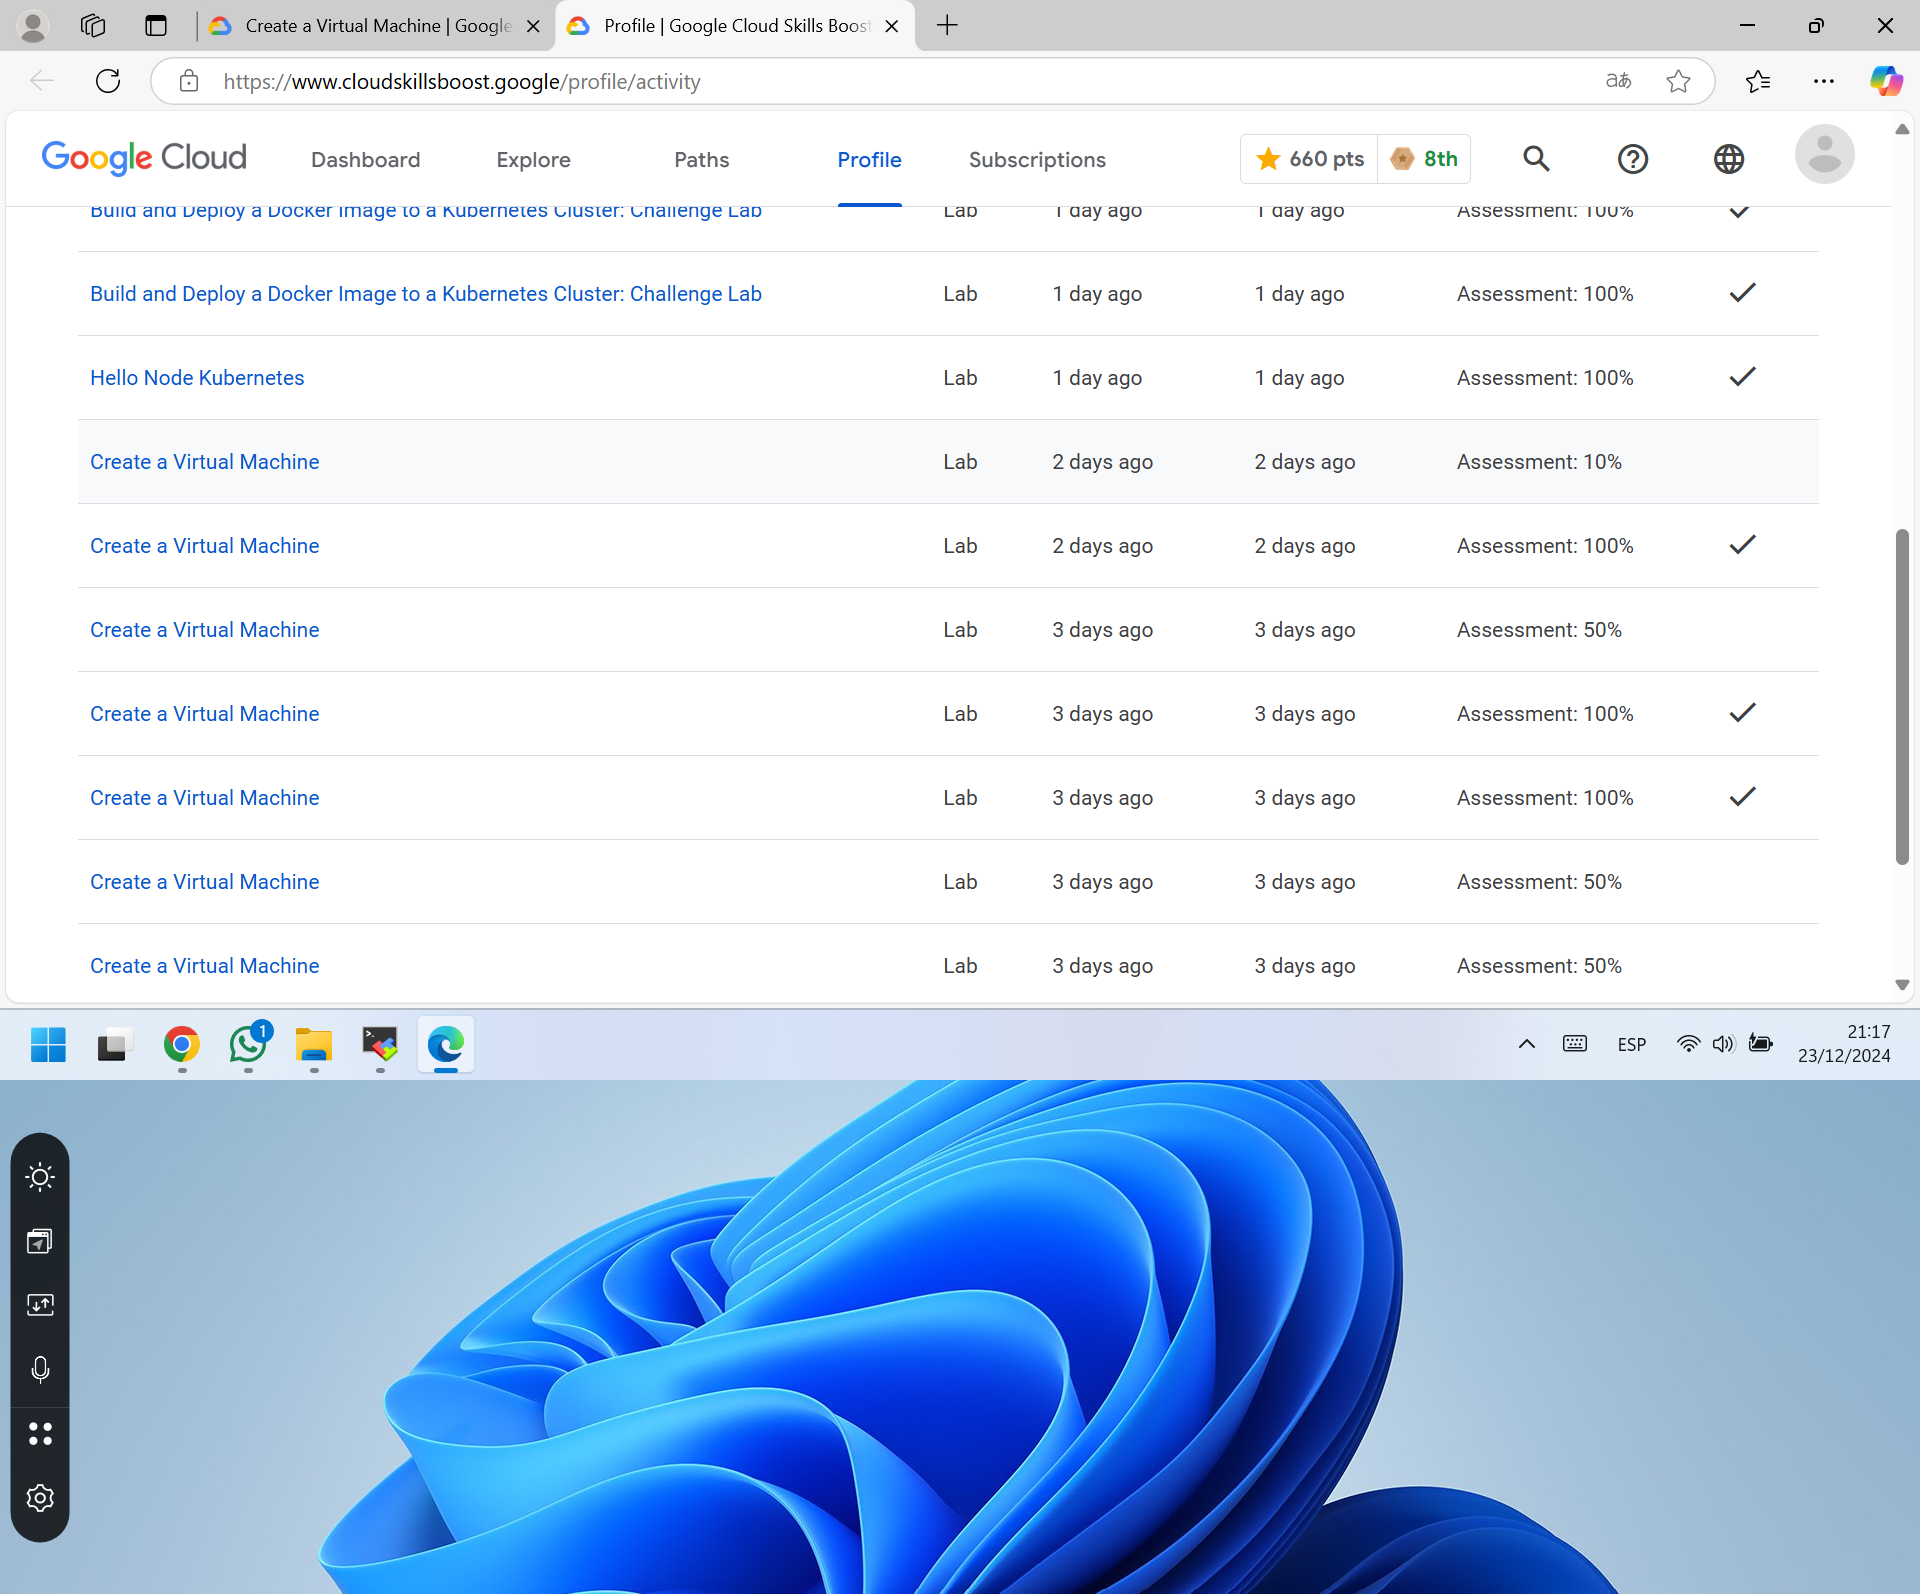 Create a Virtual Machine | Google
Profile | Google Cloud Skills Boost
https://www.cloudskillsboost.google/profile/activity
aあ
Google Cloud
Dashboard
Explore
Paths
Profile
Subscriptions
660 pts
8th
Build and Deploy a Docker Image to a Kubernetes Cluster: Challenge Lab Lab 1 day ago 1 day ago Assessment: 100%
Build and Deploy a Docker Image to a Kubernetes Cluster: Challenge Lab Lab 1 day ago 1 day ago Assessment: 100%
Hello Node Kubernetes Lab 1 day ago 1 day ago Assessment: 100%
Create a Virtual Machine Lab 2 days ago 2 days ago Assessment: 10%
Create a Virtual Machine Lab 2 days ago 2 days ago Assessment: 100%
Create a Virtual Machine Lab 3 days ago 3 days ago Assessment: 50%
Create a Virtual Machine Lab 3 days ago 3 days ago Assessment: 100%
Create a Virtual Machine Lab 3 days ago 3 days ago Assessment: 100%
Create a Virtual Machine Lab 3 days ago 3 days ago Assessment: 50%
Create a Virtual Machine Lab 3 days ago 3 days ago Assessment: 50%
1
ESP
21:17
23/12/2024